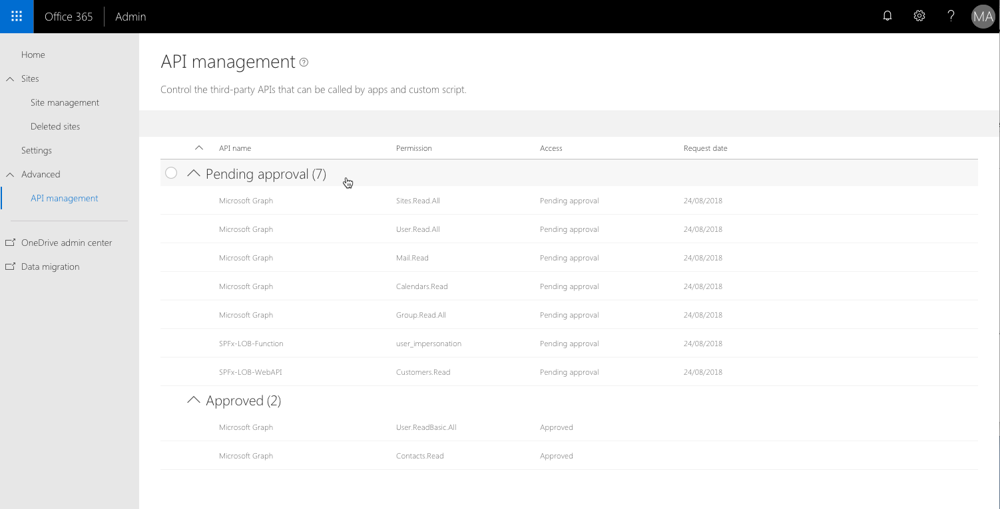 Office 365 Admin ? MA
Home
Sites
Site management
Deleted sites
Settings
Advanced
API management
OneDrive admin center
Data migration
API management ?
Control the third-party APIs that can be called by apps and custom script.
API name Permission Access Request date
Pending approval (7)
Microsoft Graph Sites.Read.All Pending approval 24/08/2018
Microsoft Graph User.Read.All Pending approval 24/08/2018
Microsoft Graph Mail.Read Pending approval 24/08/2018
Microsoft Graph Calendars.Read Pending approval 24/08/2018
Microsoft Graph Group.Read.All Pending approval 24/08/2018
SPFx-LOB-Function user_impersonation Pending approval 24/08/2018
SPFx-LOB-WebAPI Customers.Read Pending approval 24/08/2018
Approved (2)
Microsoft Graph User.ReadBasic.All Approved
Microsoft Graph Contacts.Read Approved